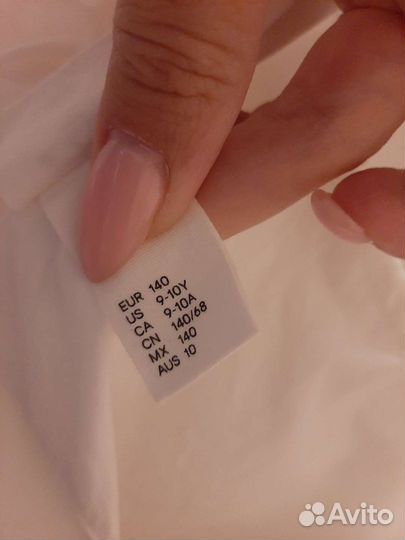 EUR 140
US 9-10Y
CA 9-10A
CN 140/68
MX 140
AUS 10
Avito